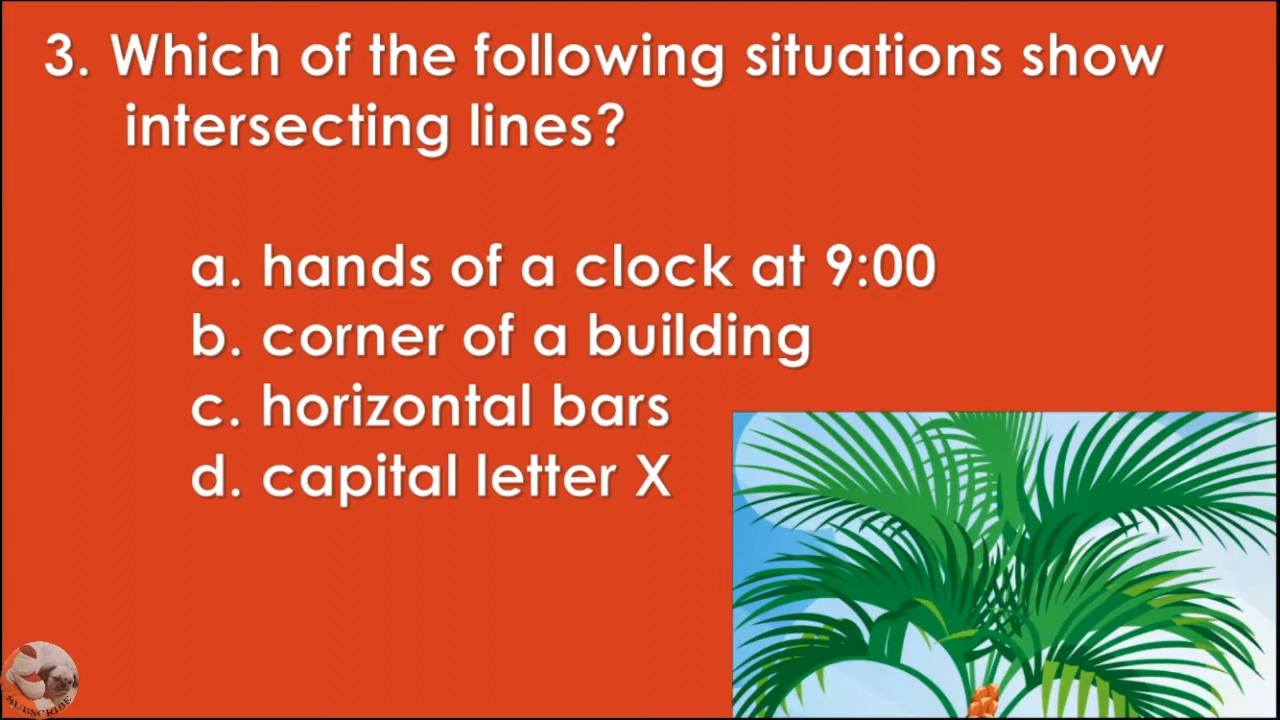 3. Which of the following situations show
intersecting lines?
a. hands of a clock at 9:00
b. corner of a building
c. horizontal bars
d. capital letter X
SUBSCRIBE